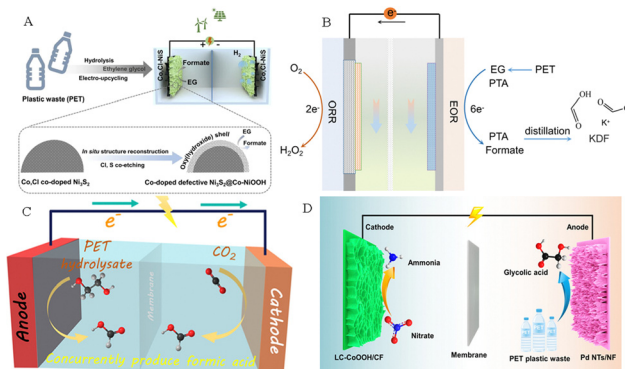 A
Hydrolysis
Ethylene glycol
Electro-upcycling
Plastic waste (PET)
Co,Cl-NiS
Formate
EG
+ -
H₂
Co,Cl-NiS
In situ structure reconstruction
Cl, S co-etching
Oxy(hydroxide) shell
EG
Formate
Co,Cl co-doped Ni₃S₂
Co-doped defective Ni₃S₂@Co-NiOOH
B
e⁻
O₂
2e⁻
H₂O₂
ORR
EOR
EG
PTA
PET
6e⁻
PTA
Formate
distillation
OH
O
O
K⁺
KDF
C
e⁻
e⁻
Anode
PET
hydrolysate
Membrane
CO₂
Cathode
Concurrently produce formic acid
D
Cathode
Anode
Ammonia
Nitrate
Glycolic acid
PET plastic waste
LC-CoOOH/CF
Membrane
Pd NTs/NF